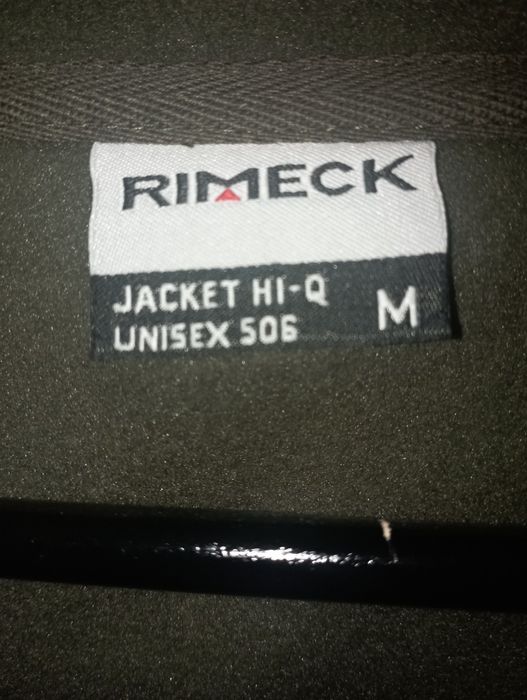 RIMECK
JACKET HI-Q
UNISEX 506
M